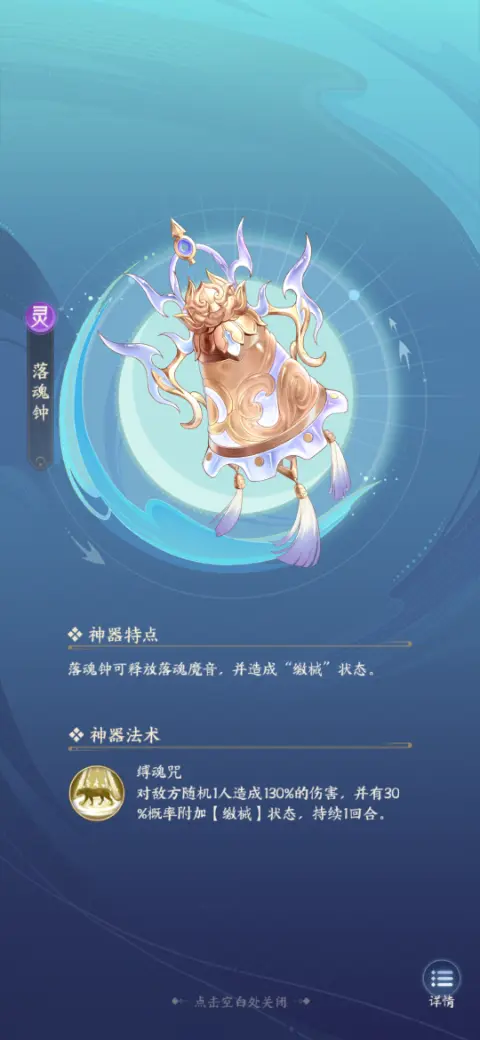 灵
落魂钟
神器特点
落魂钟可释放落魂魔音，并造成“缴械”状态。
神器法术
缚魂咒
对敌方随机1人造成130%的伤害，并有30
%概率附加【缴械】状态，持续1回合。
详情
点击空白处关闭